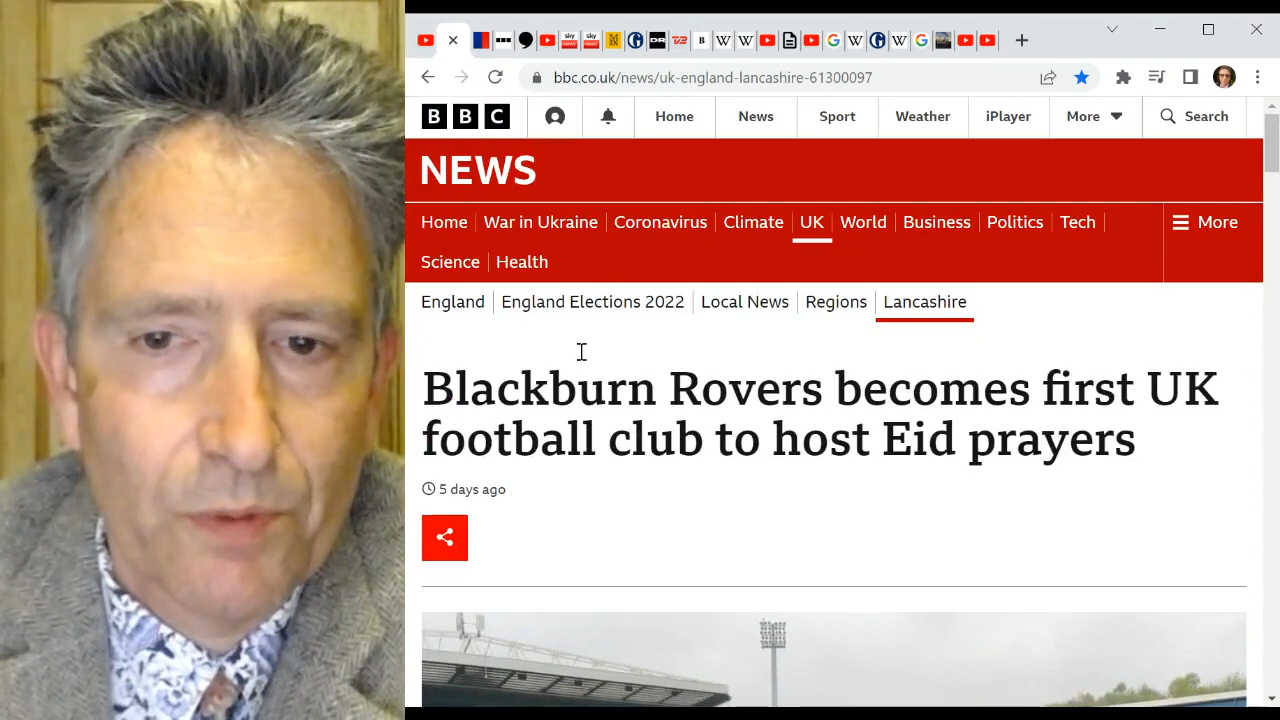 bbc.co.uk/news/uk-england-lancashire-61300097
BBC
Home News Sport Weather iPlayer More Search
NEWS
Home War in Ukraine Coronavirus Climate UK World Business Politics Tech More
Science Health
England England Elections 2022 Local News Regions Lancashire
Blackburn Rovers becomes first UK
football club to host Eid prayers
5 days ago